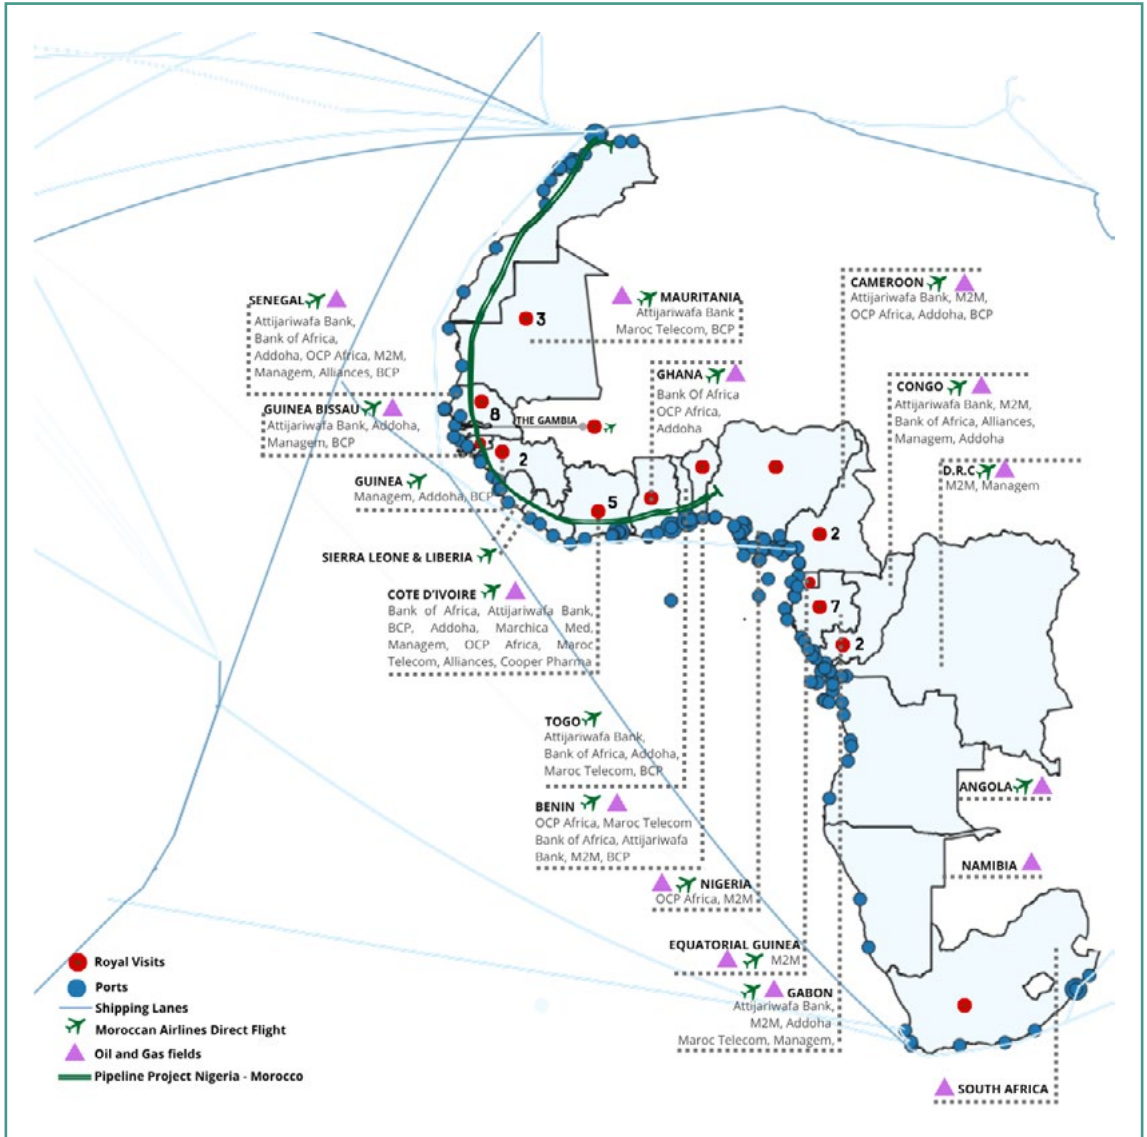 SENEGAL
Attijariwafa Bank,
Bank of Africa,
Addoha, OCP Africa, M2M,
Managem, Alliances, BCP
MAURITANIA
Attijariwafa Bank
Maroc Telecom, BCP
3
CAMEROON
Attijariwafa Bank, M2M,
OCP Africa, Addoha, BCP
GHANA
Bank Of Africa
OCP Africa,
Addoha
CONGO
Attijariwafa Bank, M2M,
Bank of Africa, Alliances,
Managem, Addoha
GUINEA BISSAU
Attijariwafa Bank, Addoha,
Managem, BCP
8
THE GAMBIA
2
D.R.C
M2M, Managem
GUINEA
Managem, Addoha, BCP
5
2
SIERRA LEONE & LIBERIA
COTE D'IVOIRE
Bank of Africa, Attijariwafa Bank,
BCP, Addoha, Marchica Med,
Managem, OCP Africa, Maroc
Telecom, Alliances, Cooper Pharma
7
2
TOGO
Attijariwafa Bank,
Bank of Africa, Addoha,
Maroc Telecom, BCP
ANGOLA
BENIN
OCP Africa, Maroc Telecom
Bank of Africa, Attijariwafa
Bank, M2M, BCP
NAMIBIA
NIGERIA
OCP Africa, M2M
EQUATORIAL GUINEA
M2M
GABON
Attijariwafa Bank,
M2M, Addoha
Maroc Telecom, Managem,
SOUTH AFRICA
Royal Visits
Ports
Shipping Lanes
Moroccan Airlines Direct Flight
Oil and Gas fields
Pipeline Project Nigeria - Morocco